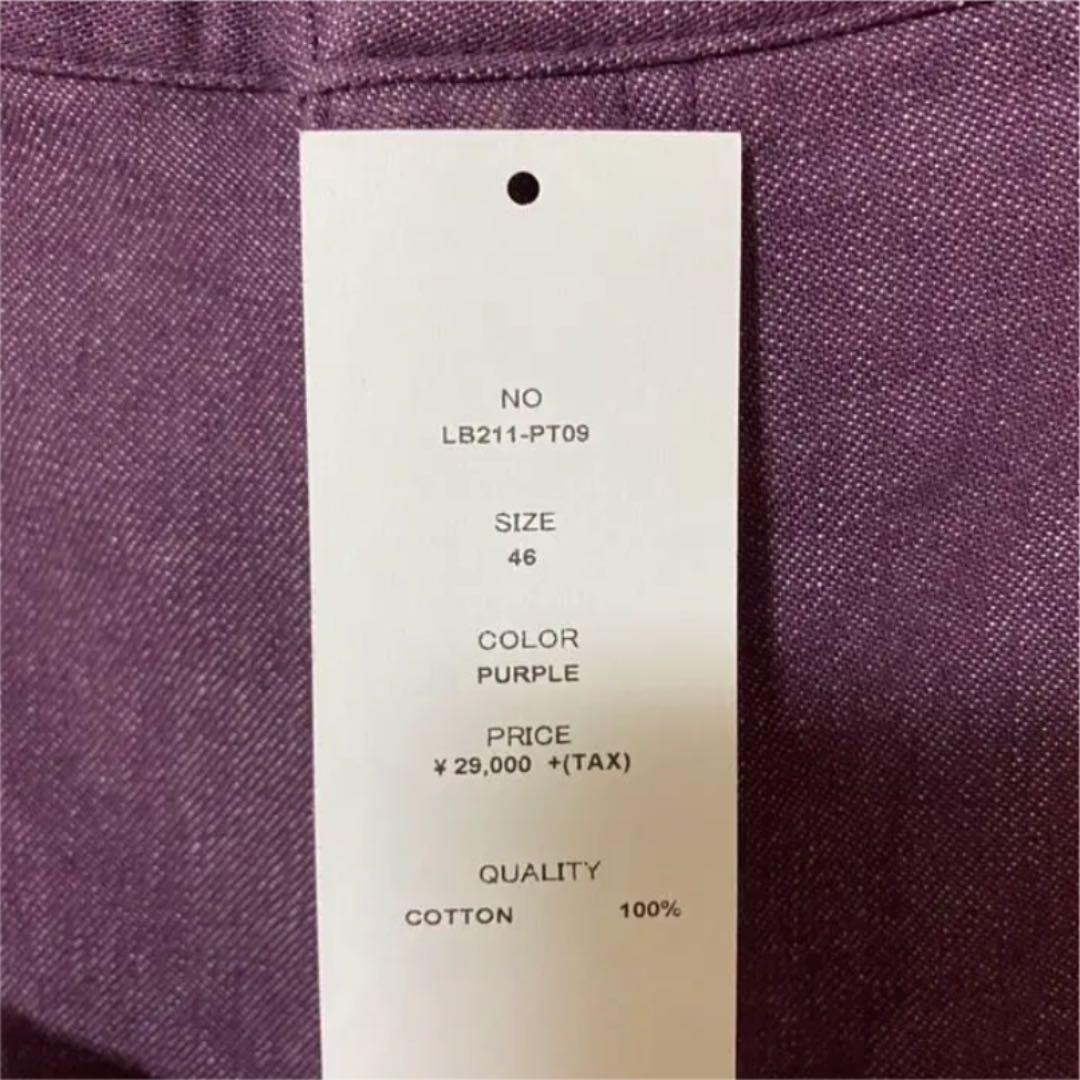 NO
LB211-PT09
SIZE
46
COLOR
PURPLE
PRICE
¥ 29,000 +(TAX)
QUALITY
COTTON 100%